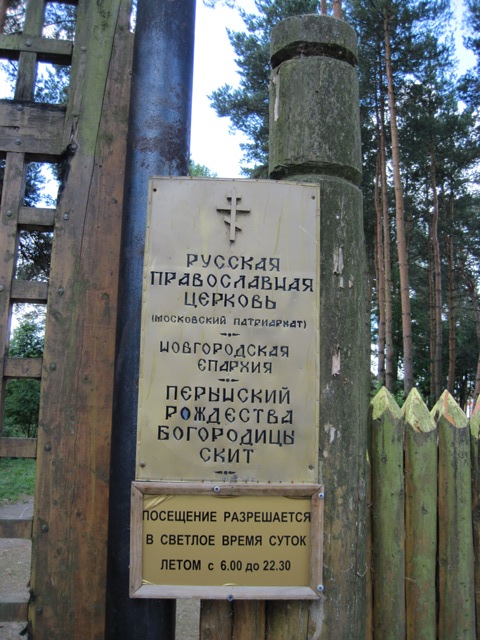 РУССКАЯ
ПРАВОСЛАВНАЯ
ЦЕРКОВЬ
(МОСКОВСКИЙ ПАТРИАРХАТ)
НОВГОРОДСКАЯ
ЕПАРХИЯ
ПЕРЫНСКИЙ
РОЖДЕСТВА
БОГОРОДИЦЫ
СКИТ
ПОСЕЩЕНИЕ РАЗРЕШАЕТСЯ
В СВЕТЛОЕ ВРЕМЯ СУТОК
ЛЕТОМ с 6.00 до 22.30